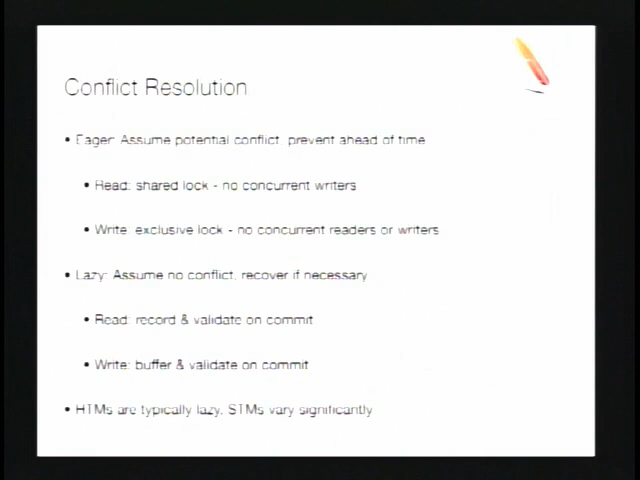 Conflict Resolution
• Eager: Assume potential conflict, prevent ahead of time
• Read: shared lock - no concurrent writers
• Write: exclusive lock - no concurrent readers or writers
• Lazy: Assume no conflict, recover if necessary
• Read: record & validate on commit
• Write: buffer & validate on commit
• HTMs are typically lazy, STMs vary significantly